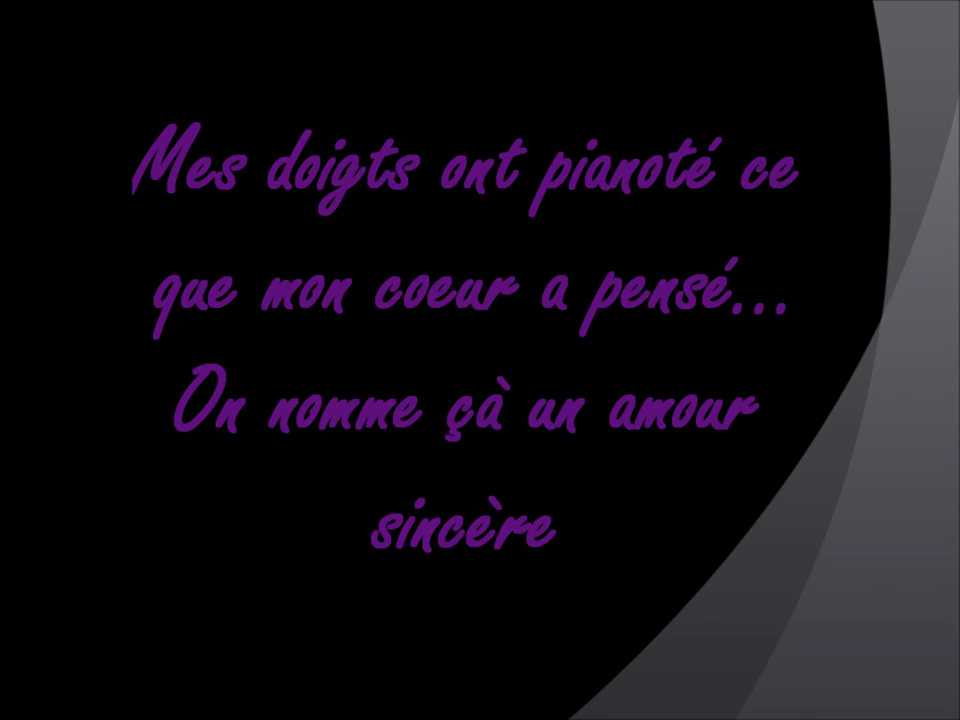 Mes doigts ont pianoté ce
que mon coeur a pensé...
On nomme çà un amour
sincère